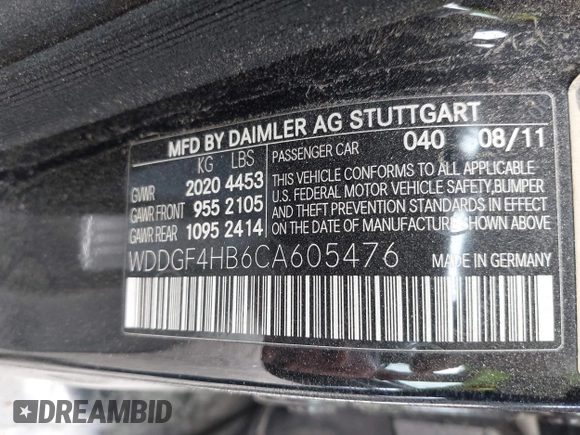 MFD BY DAIMLER AG STUTTGART
KG LBS
GVWR 2020 4453
GAWR FRONT 955 2105
GAWR REAR 1095 2414
PASSENGER CAR 040 08/11
THIS VEHICLE CONFORMS TO ALL APPLICABLE
U.S. FEDERAL MOTOR VEHICLE SAFETY, BUMPER
AND THEFT PREVENTION STANDARDS IN EFFECT
ON THE DATE OF MANUFACTURE SHOWN ABOVE.
WDDGF4HB6CA605476 MADE IN GERMANY
DREAMBID